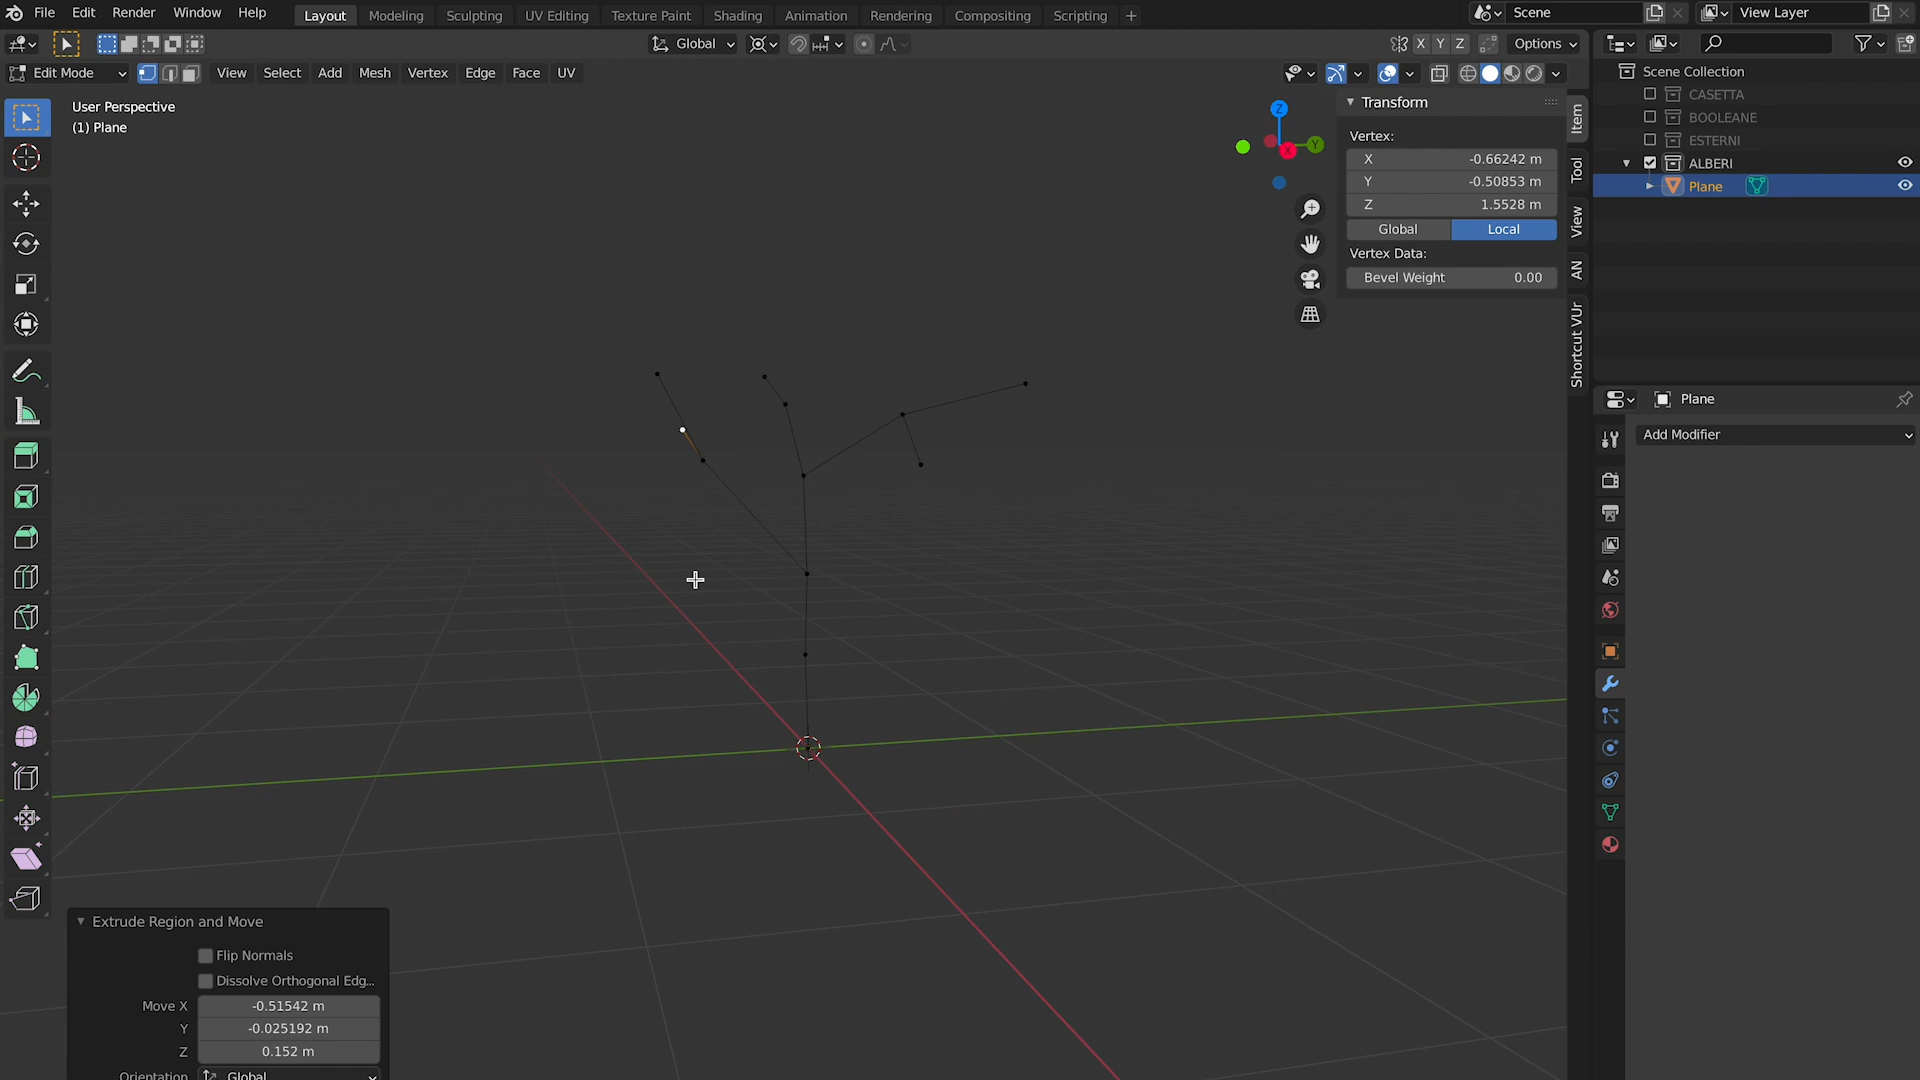 File Edit Render Window Help Layout Modeling Sculpting UV Editing Texture Paint Shading Animation Rendering Compositing Scripting + Scene View Layer
Global X Y Z Options
Edit Mode View Select Add Mesh Vertex Edge Face UV
User Perspective
(1) Plane
Z
Y
X
Transform
Vertex:
X -0.66242 m
Y -0.50853 m
Z 1.5528 m
Global Local
Vertex Data:
Bevel Weight 0.00
Item
Tool
View
AN
Shortcut VUr
Scene Collection
CASETTA
BOOLEANE
ESTERNI
ALBERI
Plane
Plane
Add Modifier
Extrude Region and Move
Flip Normals
Dissolve Orthogonal Edg...
Move X -0.51542 m
Y -0.025192 m
Z 0.152 m
Orientation Global